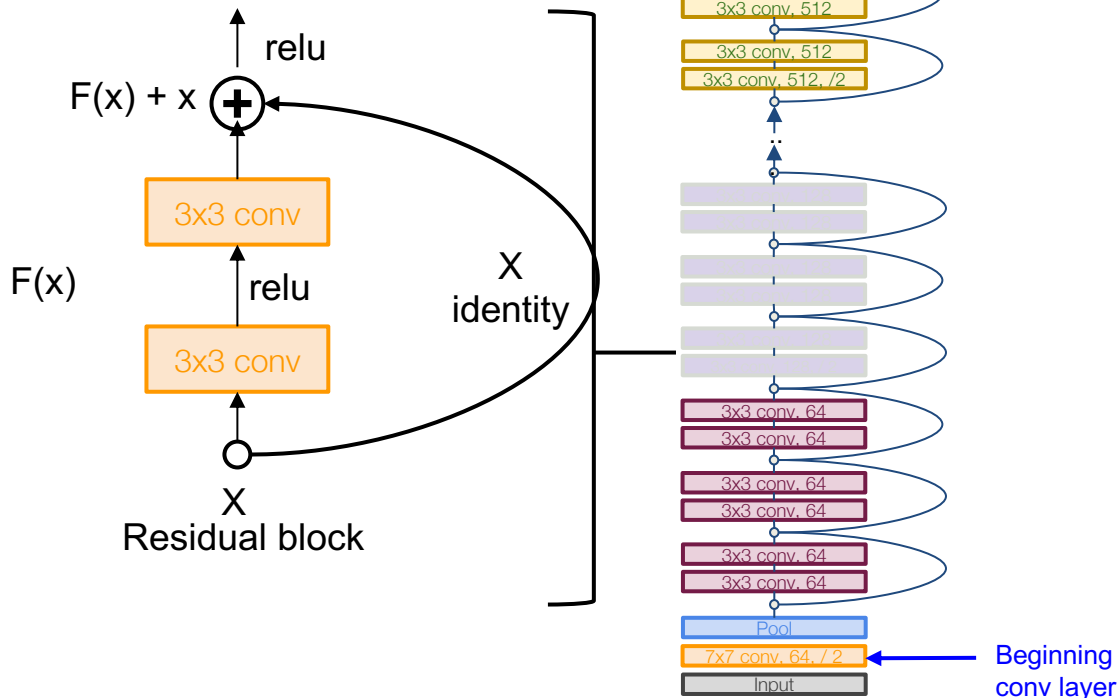 relu
F(x) + x
3x3 conv
F(x)
relu
X
identity
3x3 conv
X
Residual block
3x3 conv, 512
3x3 conv, 512
3x3 conv, 512, /2
..
.
3x3 conv, 64
3x3 conv, 64
3x3 conv, 64
3x3 conv, 64
3x3 conv, 64
3x3 conv, 64
Pool
7x7 conv, 64, / 2
Input
Beginning
conv layer